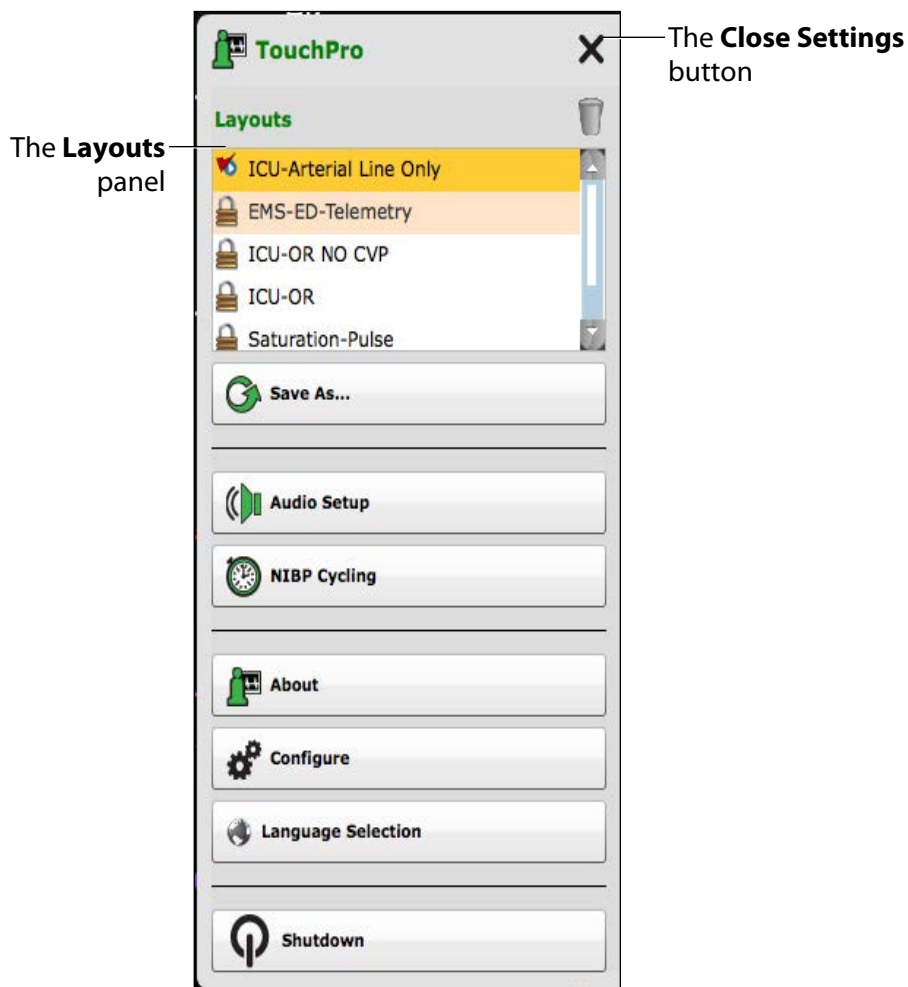 TouchPro
The Close Settings
button
Layouts
The Layouts
panel
ICU-Arterial Line Only
EMS-ED-Telemetry
ICU-OR NO CVP
ICU-OR
Saturation-Pulse
Save As...
Audio Setup
NIBP Cycling
About
Configure
Language Selection
Shutdown